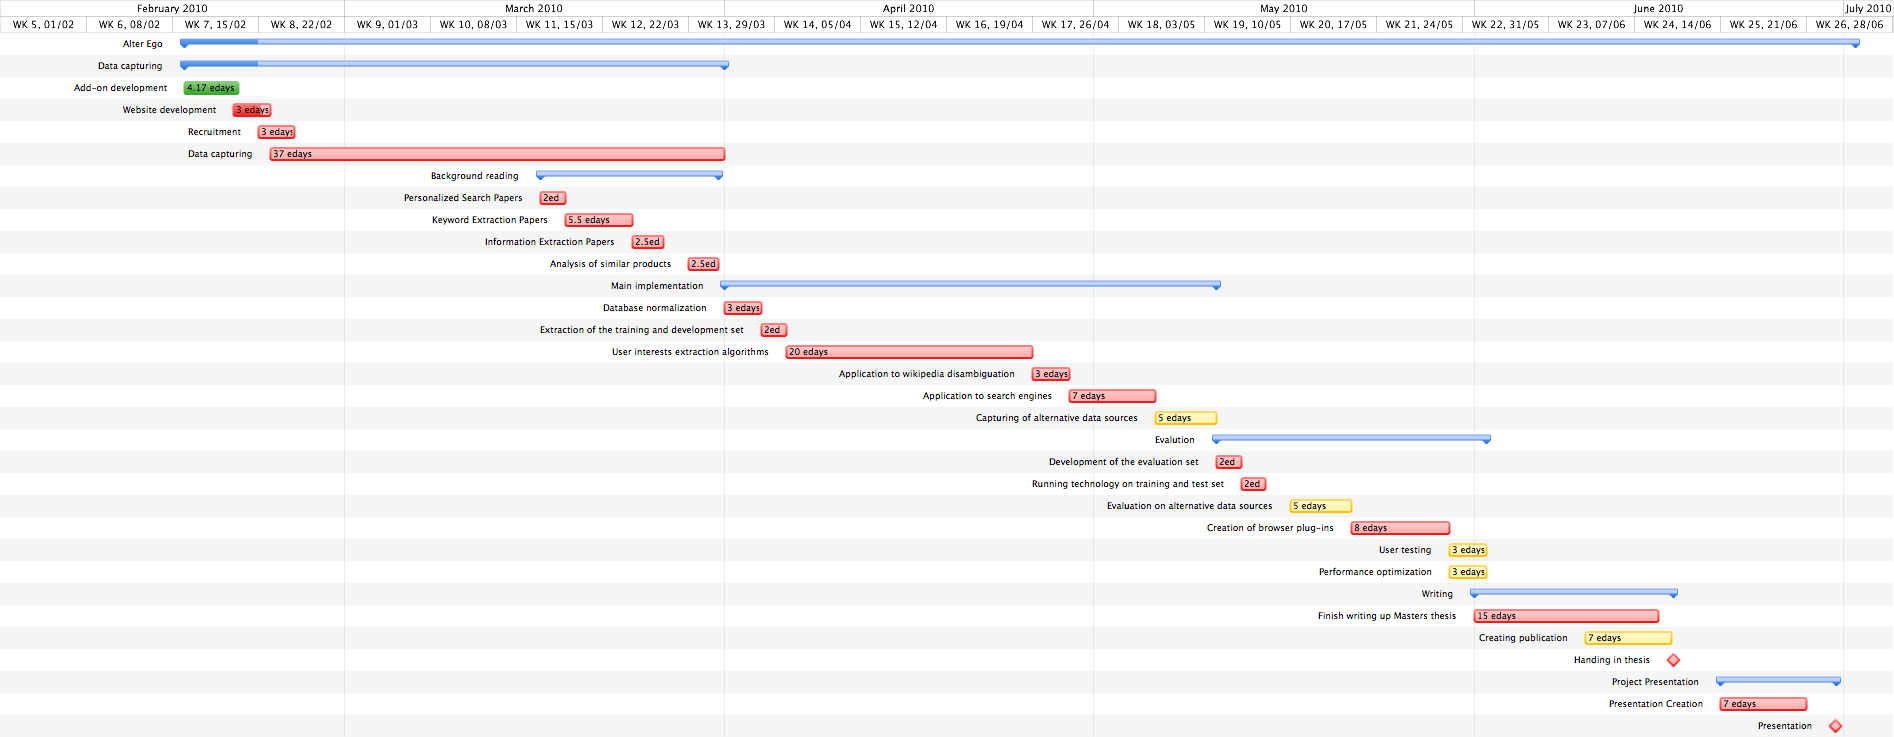 February 2010 March 2010 April 2010 May 2010 June 2010 July 2010
WK 5, 01/02 WK 6, 08/02 WK 7, 15/02 WK 8, 22/02 WK 9, 01/03 WK 10, 08/03 WK 11, 15/03 WK 12, 22/03 WK 13, 29/03 WK 14, 05/04 WK 15, 12/04 WK 16, 19/04 WK 17, 26/04 WK 18, 03/05 WK 19, 10/05 WK 20, 17/05 WK 21, 24/05 WK 22, 31/05 WK 23, 07/06 WK 24, 14/06 WK 25, 21/06 WK 26, 28/06
Alter Ego
Data capturing
Add-on development 4.17 edays
Website development 3 edays
Recruitment 3 edays
Data capturing 37 edays
Background reading
Personalized Search Papers 2ed
Keyword Extraction Papers 5.5 edays
Information Extraction Papers 2.5ed
Analysis of similar products 2.5ed
Main implementation
Database normalization 3 edays
Extraction of the training and development set 2ed
User interests extraction algorithms 20 edays
Application to wikipedia disambiguation 3 edays
Application to search engines 7 edays
Capturing of alternative data sources 5 edays
Evalution
Development of the evaluation set 2ed
Running technology on training and test set 2ed
Evaluation on alternative data sources 5 edays
Creation of browser plug-ins 8 edays
User testing 3 edays
Performance optimization 3 edays
Writing
Finish writing up Masters thesis 15 edays
Creating publication 7 edays
Handing in thesis
Project Presentation
Presentation Creation 7 edays
Presentation